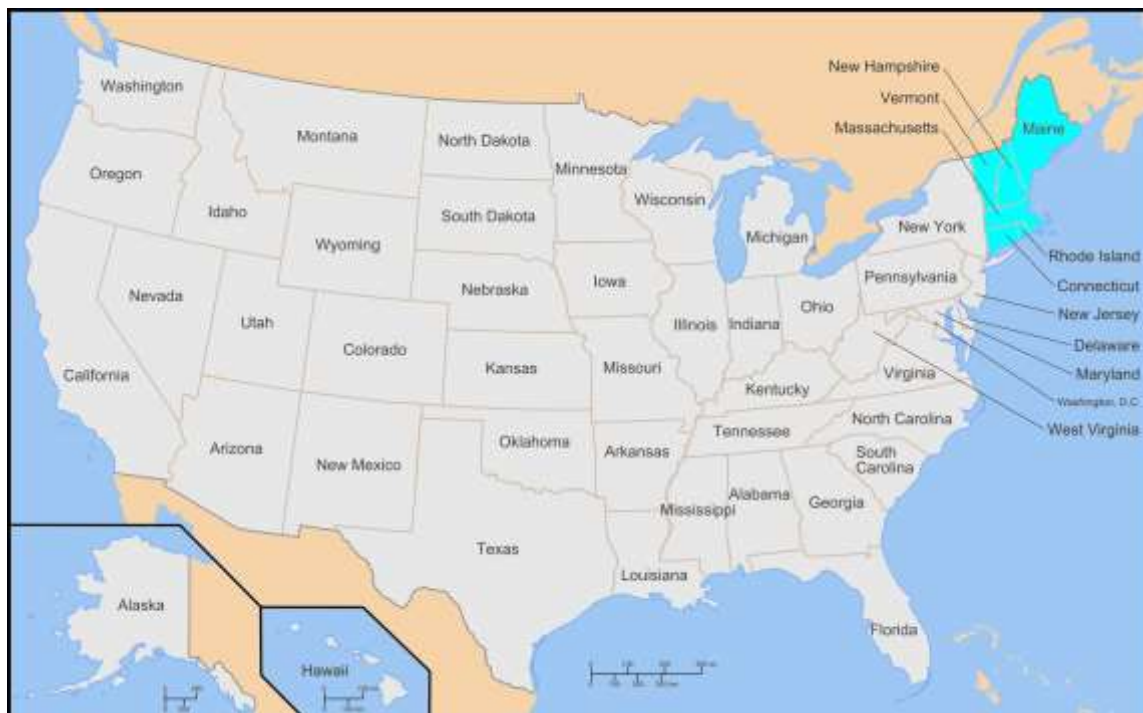 New Hampshire
Washington
Vermont
Montana
North Dakota
Massachusetts
Maine
Minnesota
Oregon
Wisconsin
Idaho
South Dakota
New York
Michigan
Wyoming
Rhode Island
Pennsylvania
Iowa
Connecticut
Nebraska
Nevada
Ohio
New Jersey
Utah
Illinois
Indiana
Colorado
Delaware
Kansas
Missouri
Virginia
Maryland
California
Kentucky
Washington, D.C
North Carolina
West Virginia
Tennessee
Oklahoma
Arizona
Arkansas
South
Carolina
New Mexico
Alabama
Georgia
Mississippi
Texas
Louisiana
Alaska
Florida
Hawaii